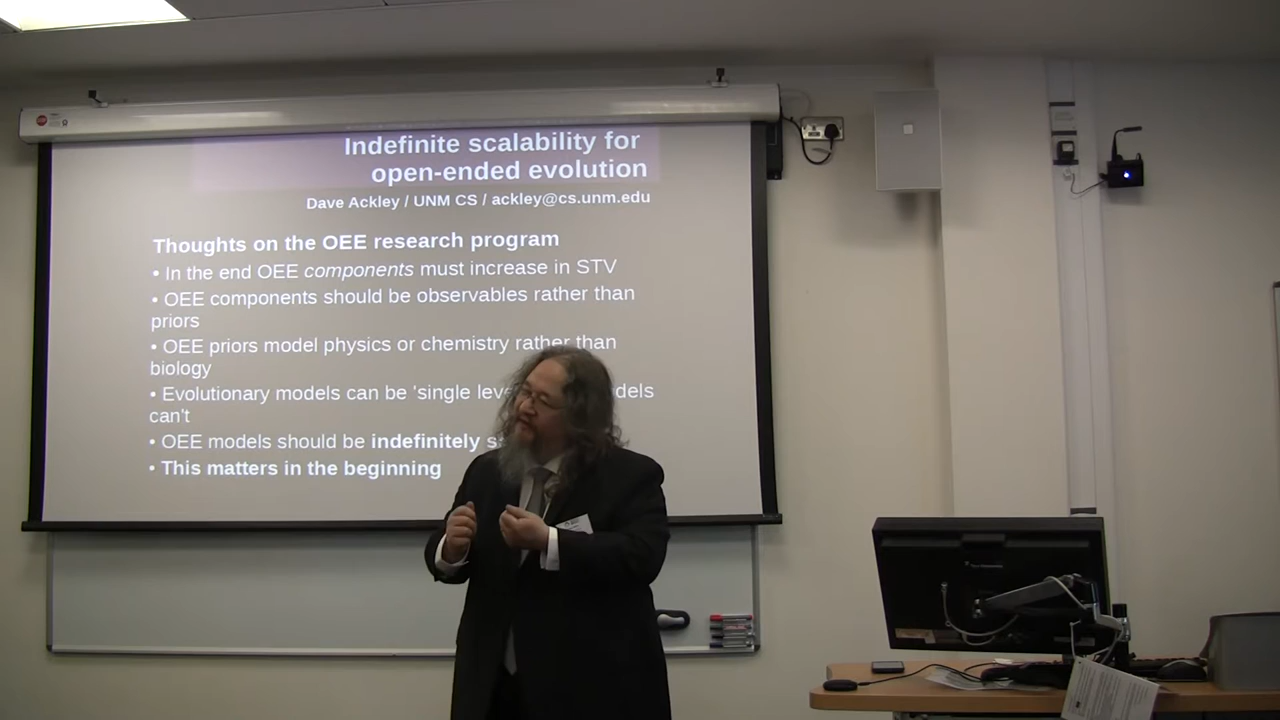 Indefinite scalability for
open-ended evolution
Dave Ackley / UNM CS / ackley@cs.unm.edu
Thoughts on the OEE research program
• In the end OEE components must increase in STV
• OEE components should be observables rather than
priors
• OEE priors model physics or chemistry rather than
biology
• Evolutionary models can be 'single
can't
• OEE models should be indefinitely
• This matters in the beginning